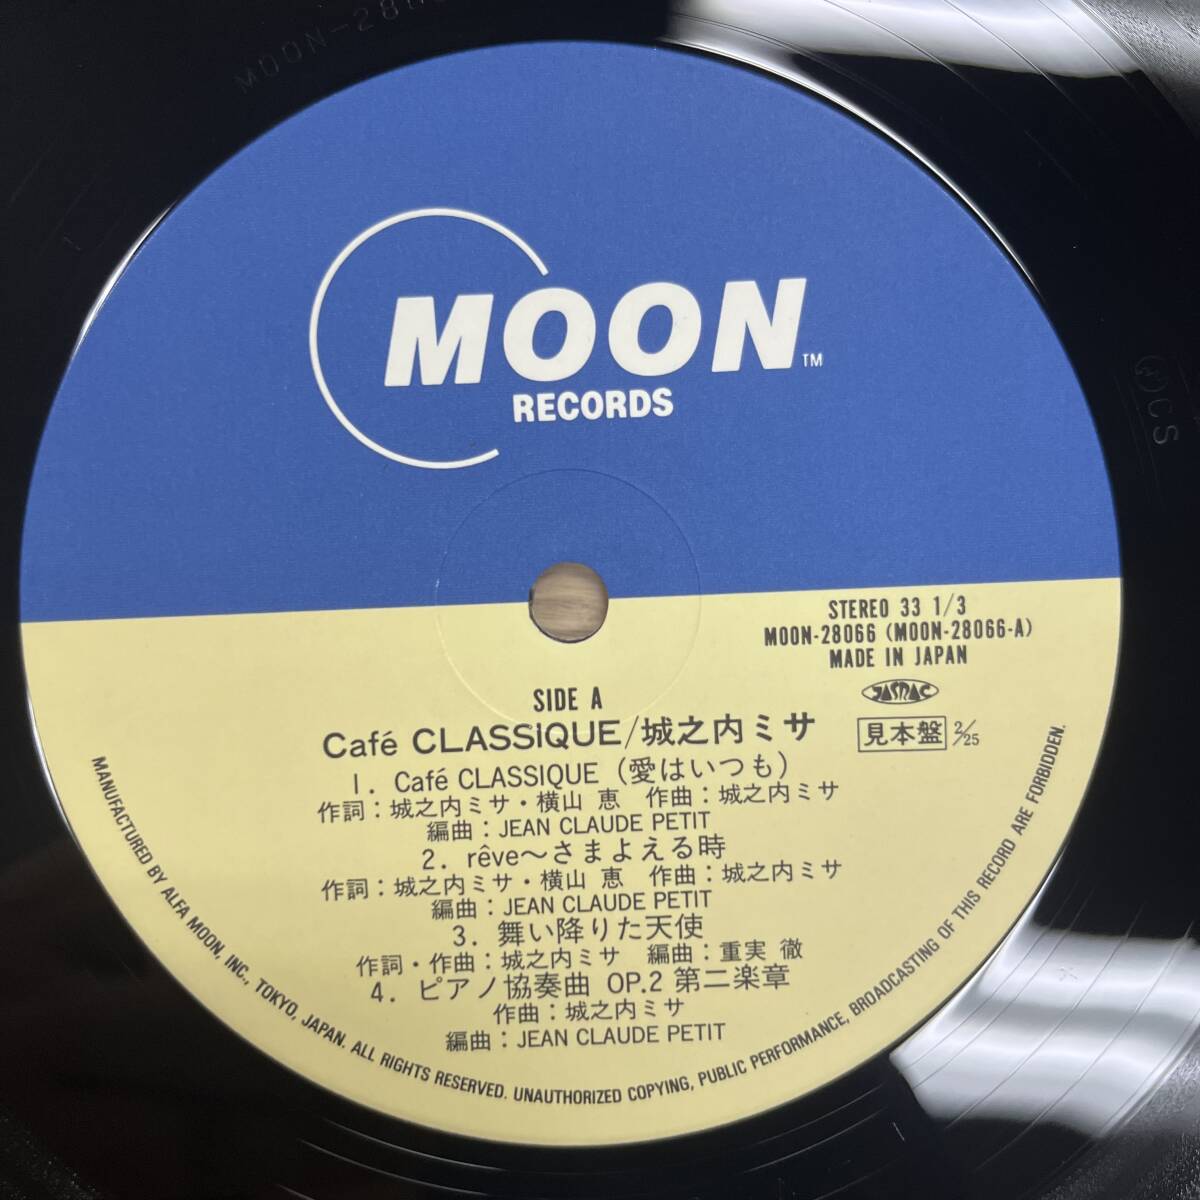 MOON
™
RECORDS
STEREO 33 1/3
MOON-28066 (MOON-28066-A)
MADE IN JAPAN
JASRAC
SIDE A
Café CLASSIQUE/城之内ミサ
見本盤 2/25
1. Café CLASSIQUE (愛はいつも)
作詞:城之内ミサ・横山 恵 作曲:城之内ミサ
編曲:JEAN CLAUDE PETIT
2. rêve〜さまよえる時
作詞:城之内ミサ・横山 恵 作曲:城之内ミサ
編曲:JEAN CLAUDE PETIT
3. 舞い降りた天使
作詞・作曲:城之内ミサ 編曲:重実 徹
4. ピアノ協奏曲 OP.2 第二楽章
作曲:城之内ミサ
編曲:JEAN CLAUDE PETIT
MANUFACTURED BY ALFA MOON, INC., TOKYO, JAPAN. ALL RIGHTS RESERVED. UNAUTHORIZED COPYING, PUBLIC PERFORMANCE, BROADCASTING OF THIS RECORD ARE FORBIDDEN.
CS